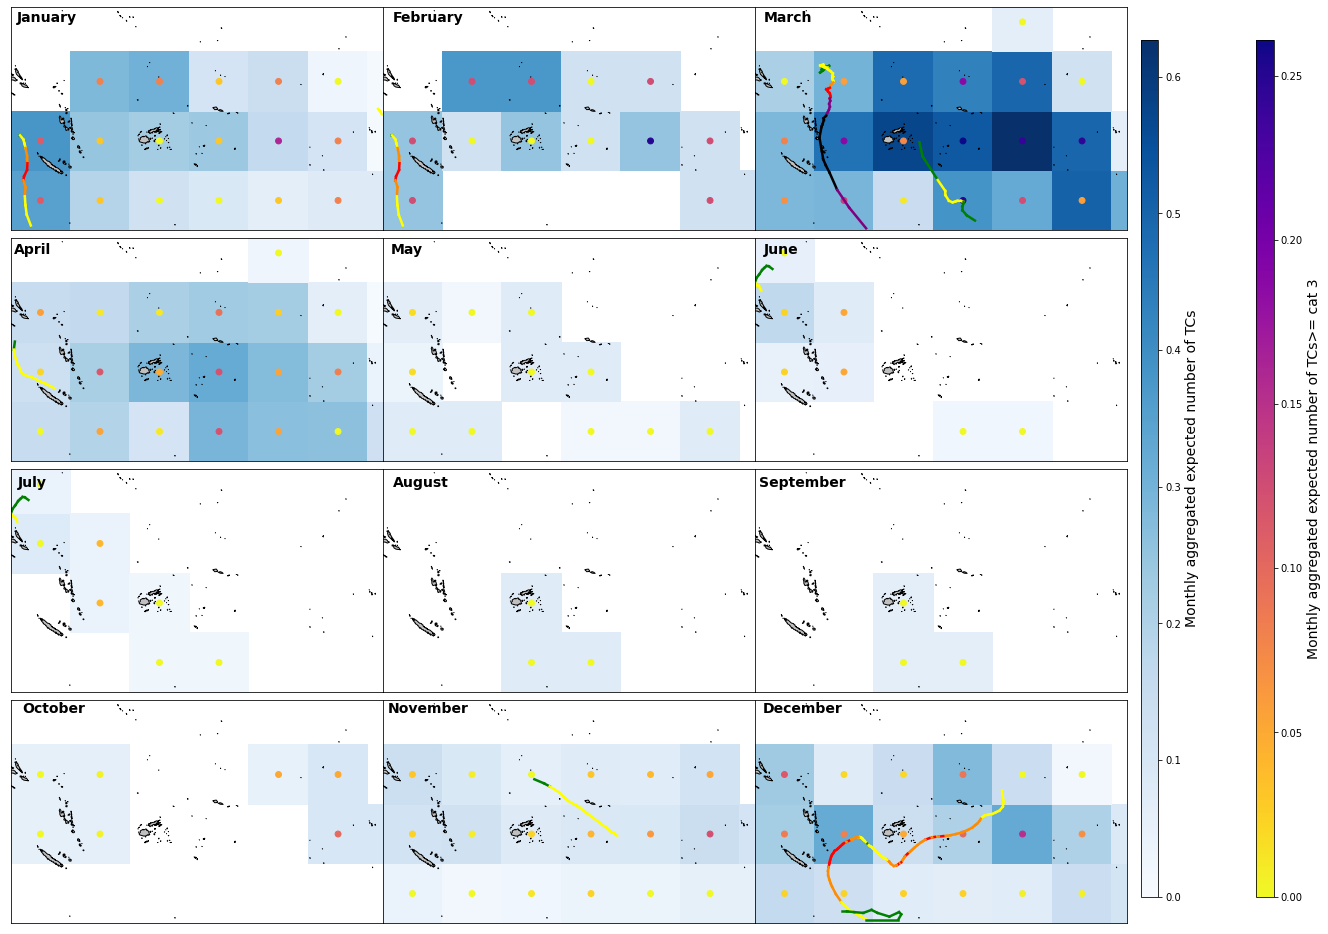 January
February
March
April
May
June
July
August
September
October
November
December
0.6
0.5
0.4
0.3
0.2
0.1
0.0
Monthly aggregated expected number of TCs
0.25
0.20
0.15
0.10
0.05
0.00
Monthly aggregated expected number of TCs>= cat 3